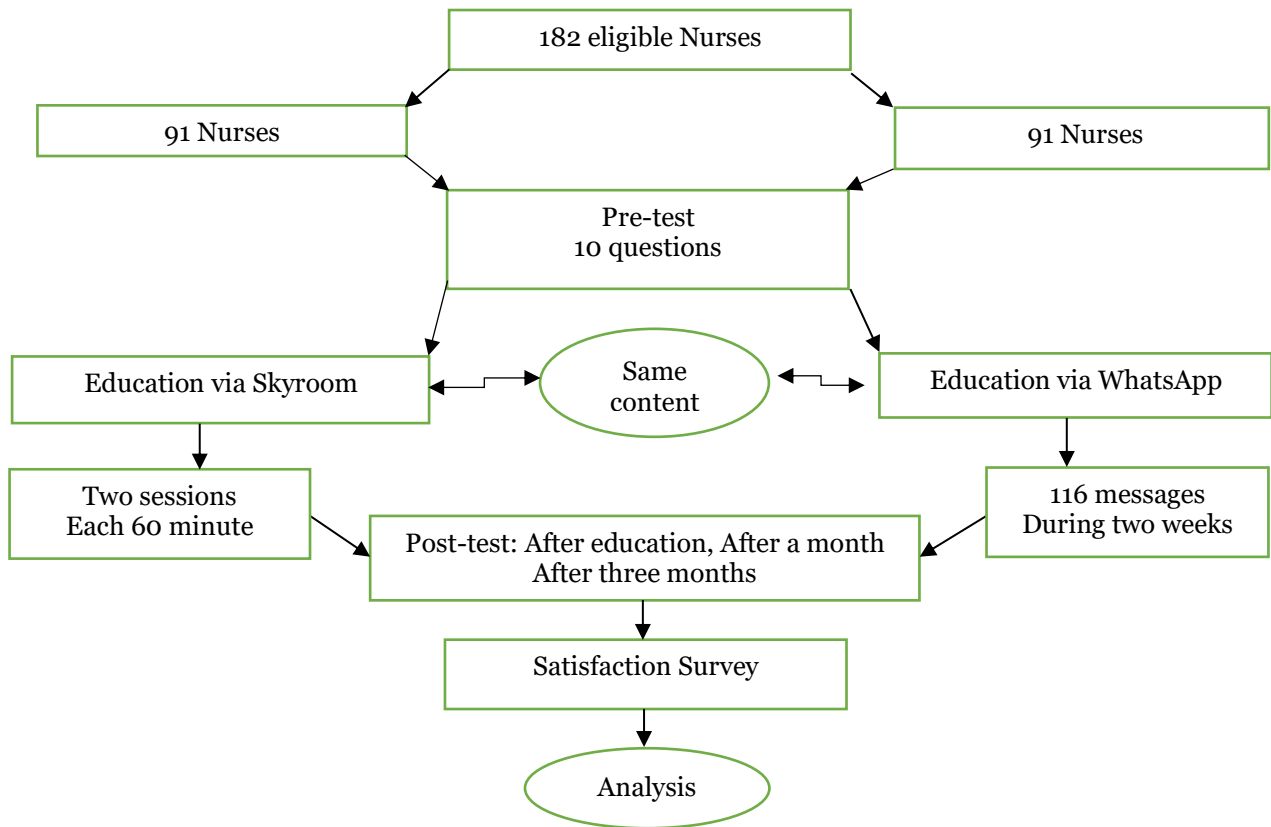 182 eligible Nurses
91 Nurses
91 Nurses
Pre-test
10 questions
Education via Skyroom
Same
content
Education via WhatsApp
Two sessions
Each 60 minute
116 messages
During two weeks
Post-test: After education, After a month
After three months
Satisfaction Survey
Analysis